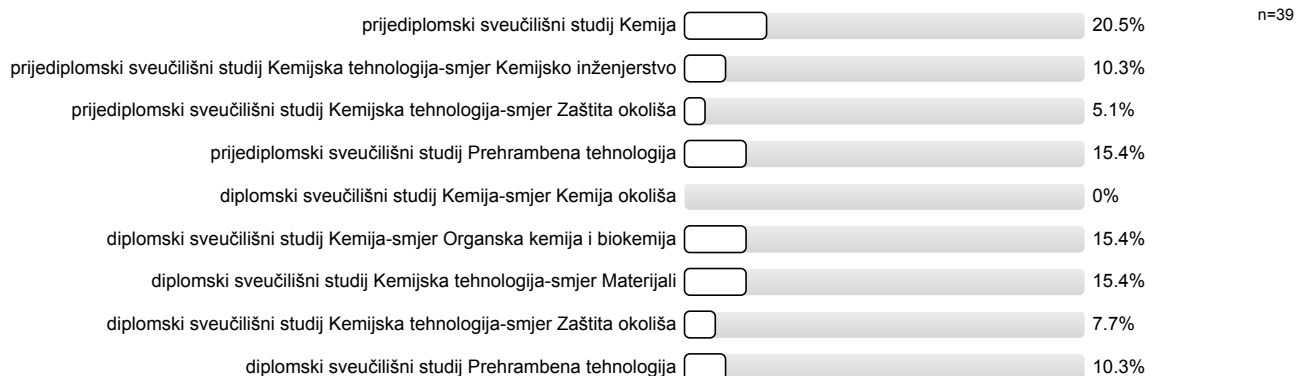 prijediplomski sveučilišni studij Kemija 20.5% n=39
prijediplomski sveučilišni studij Kemijska tehnologija-smjer Kemijsko inženjerstvo 10.3%
prijediplomski sveučilišni studij Kemijska tehnologija-smjer Zaštita okoliša 5.1%
prijediplomski sveučilišni studij Prehrambena tehnologija 15.4%
diplomski sveučilišni studij Kemija-smjer Kemija okoliša 0%
diplomski sveučilišni studij Kemija-smjer Organska kemija i biokemija 15.4%
diplomski sveučilišni studij Kemijska tehnologija-smjer Materijali 15.4%
diplomski sveučilišni studij Kemijska tehnologija-smjer Zaštita okoliša 7.7%
diplomski sveučilišni studij Prehrambena tehnologija 10.3%